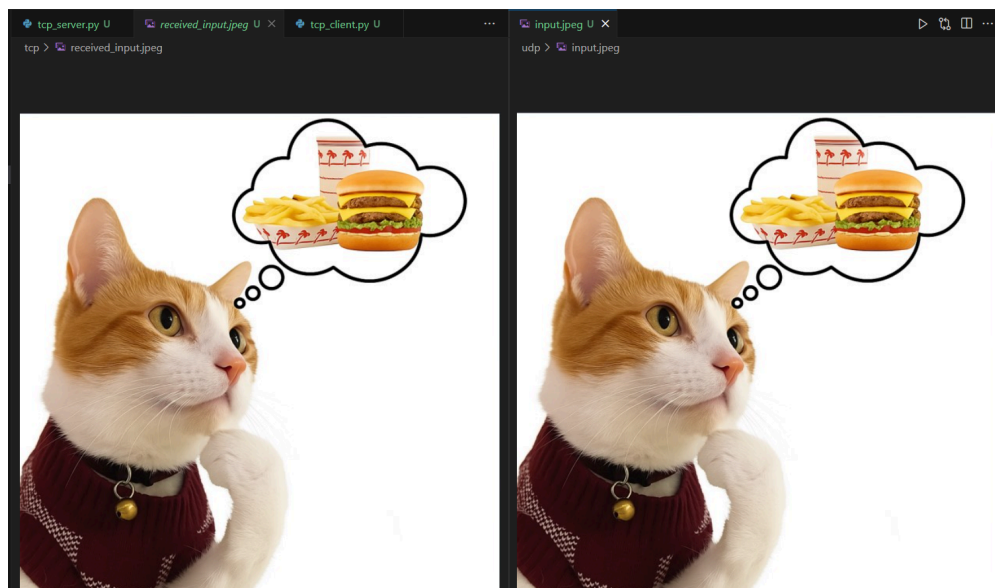 tcp_server.py U
received_input.jpeg U
tcp_client.py U
...
tcp > received_input.jpeg
input.jpeg U
...
udp > input.jpeg